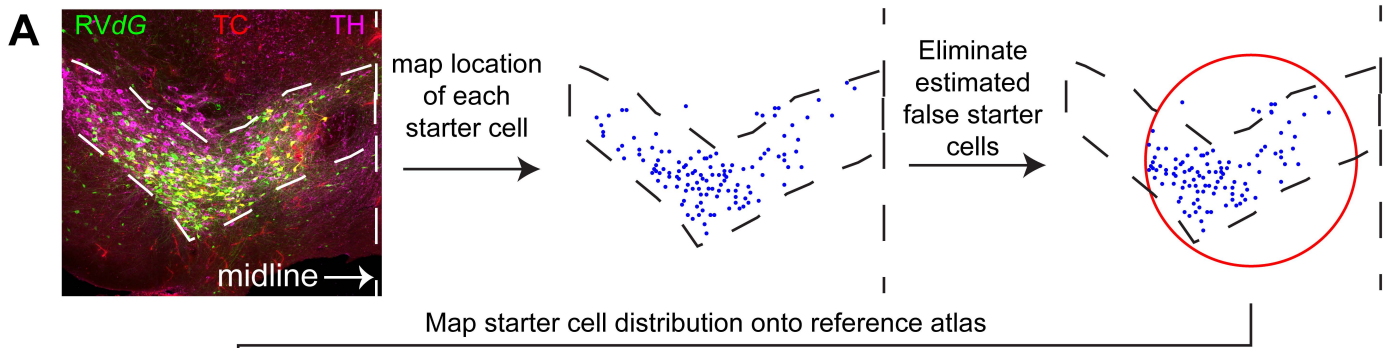 A
RVdG
TC
TH
midline
map location
of each
starter cell
Eliminate
estimated
false starter
cells
Map starter cell distribution onto reference atlas